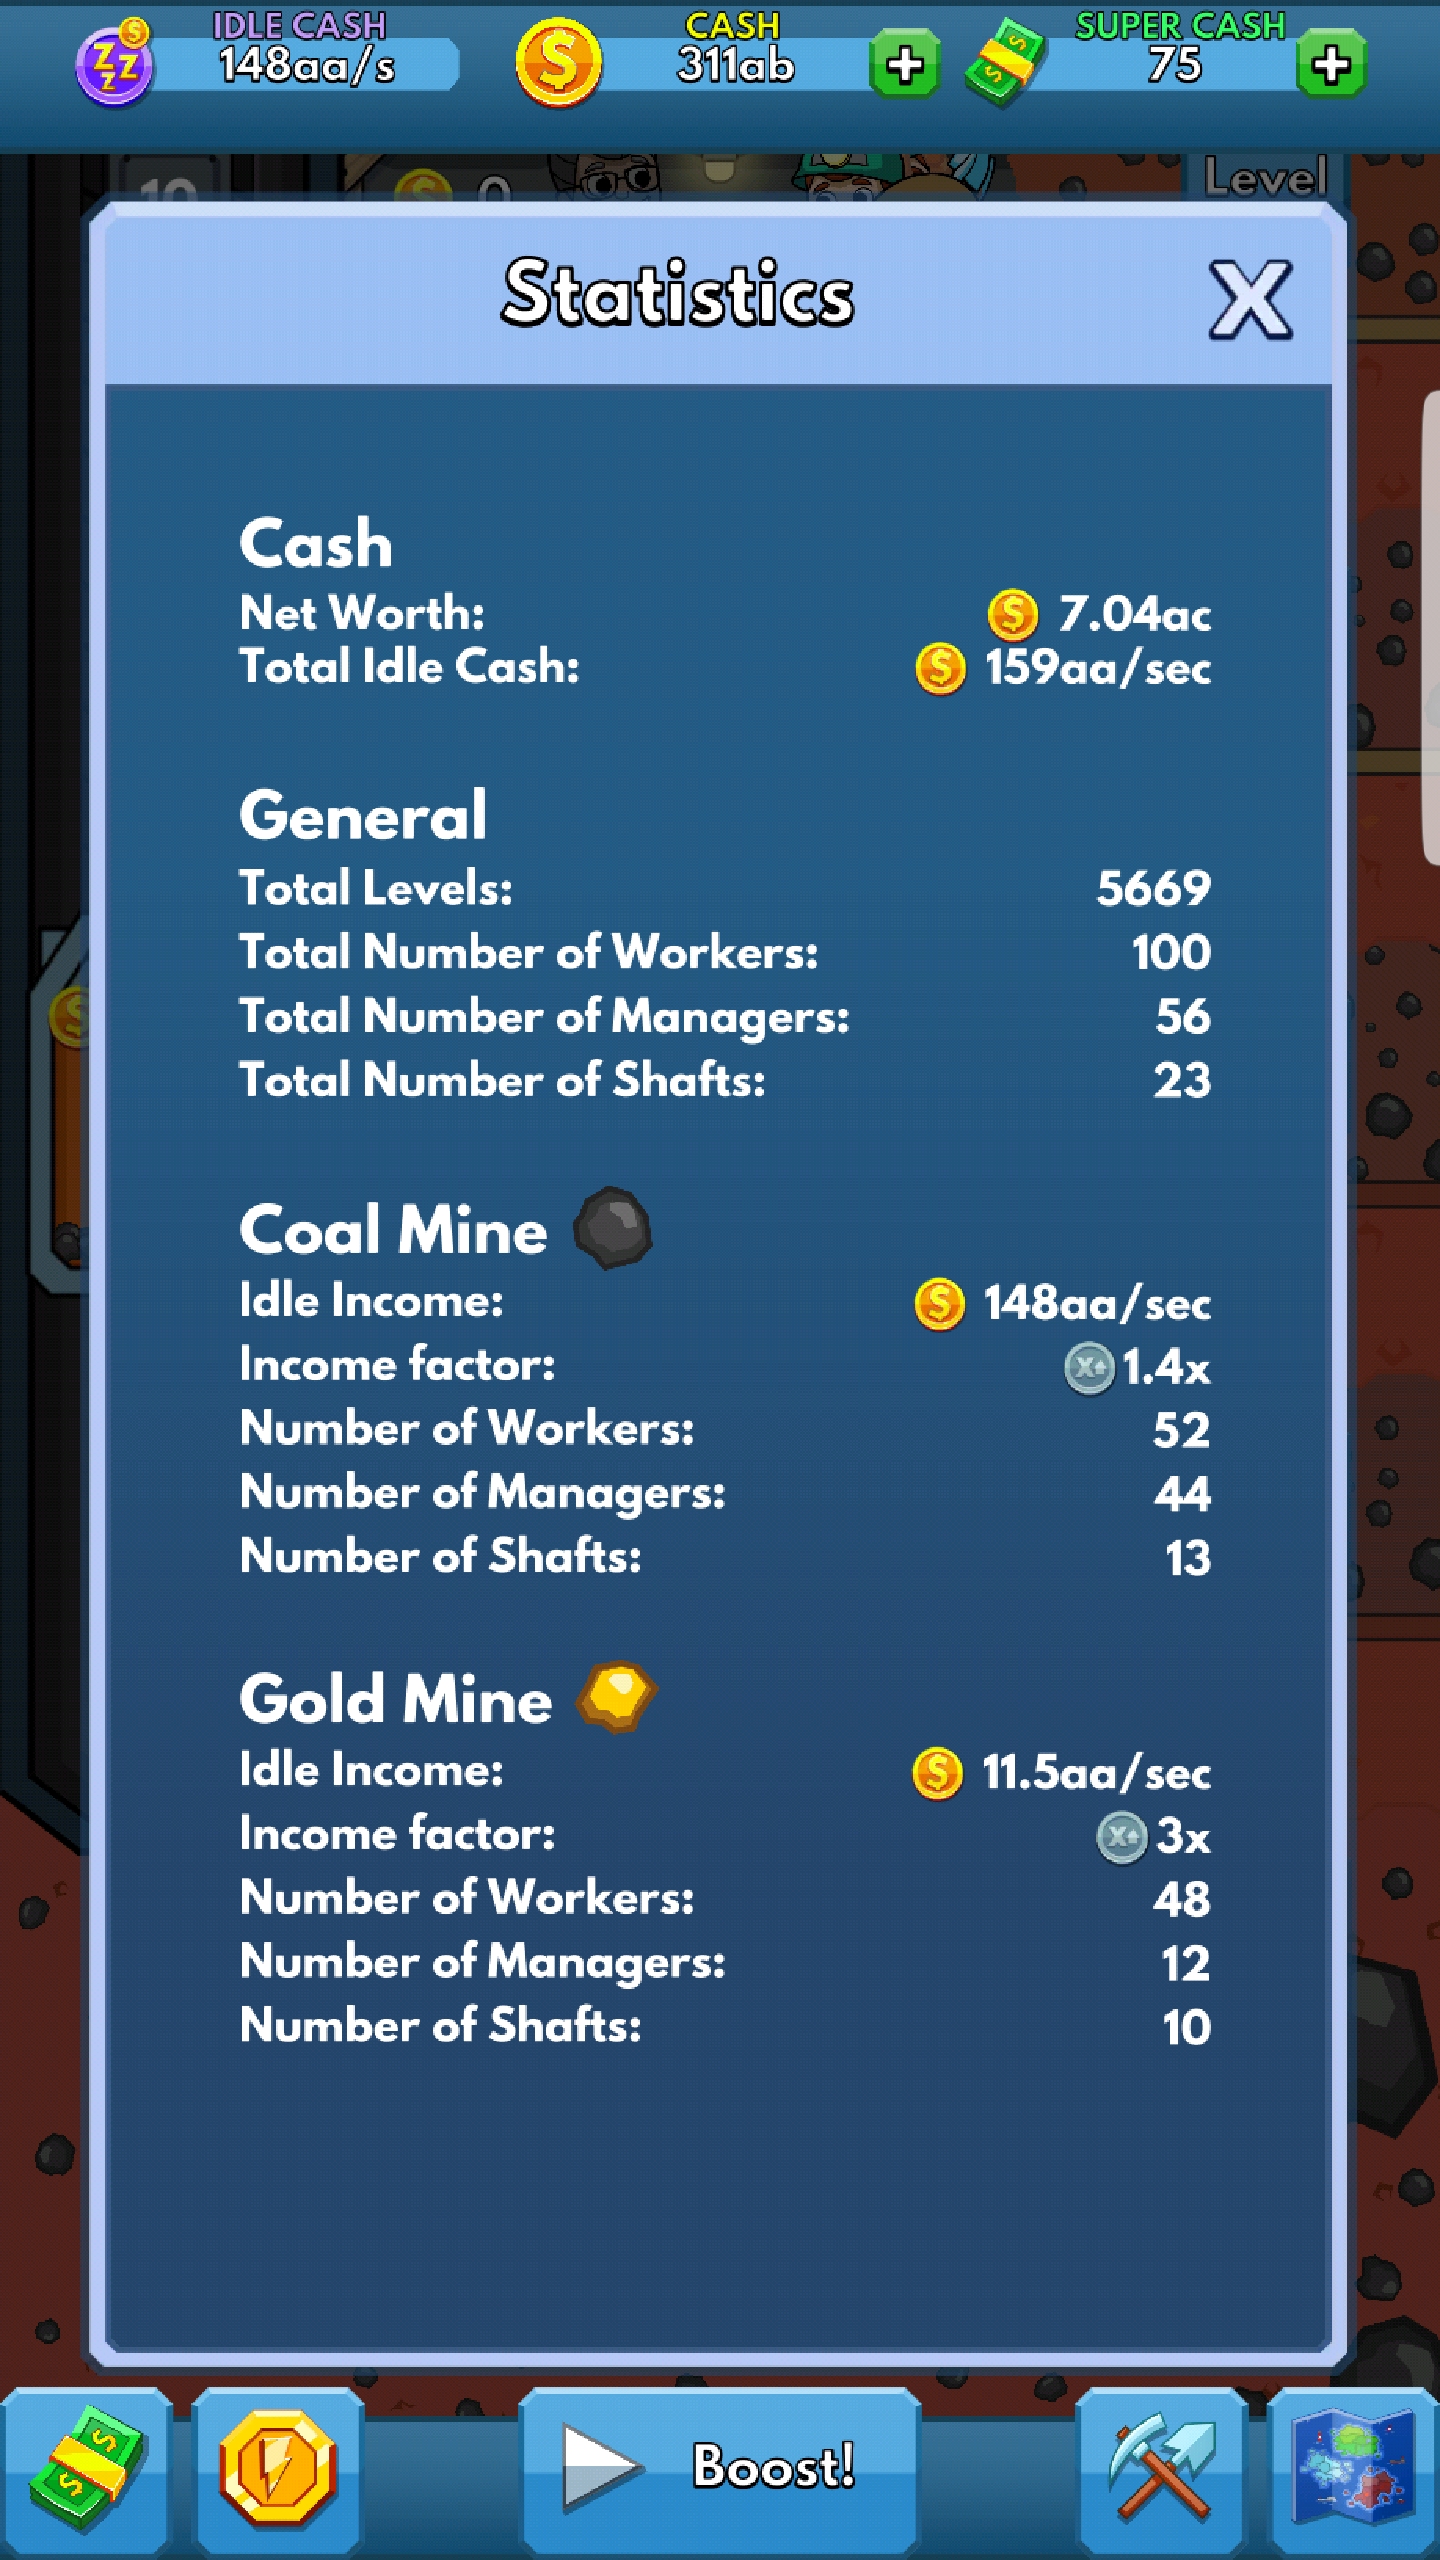 IDLE CASH CASH SUPER CASH
148aa/s 311ab 75
Level
Statistics X
Cash
Net Worth: 7.04ac
Total Idle Cash: 159aa/sec
General
Total Levels: 5669
Total Number of Workers: 100
Total Number of Managers: 56
Total Number of Shafts: 23
Coal Mine
Idle Income: 148aa/sec
Income factor: 1.4x
Number of Workers: 52
Number of Managers: 44
Number of Shafts: 13
Gold Mine
Idle Income: 11.5aa/sec
Income factor: 3x
Number of Workers: 48
Number of Managers: 12
Number of Shafts: 10
Boost!